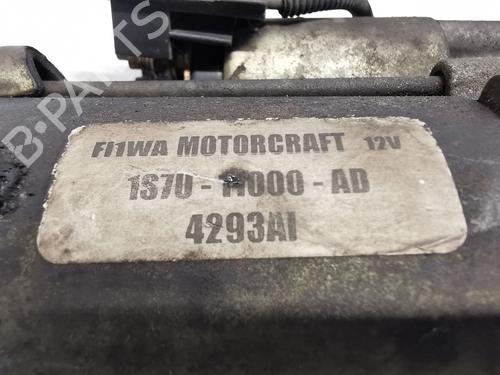 B-PARTS
FI1WA MOTORCRAFT 12V
1S7U - 11000 - AD
4293AI